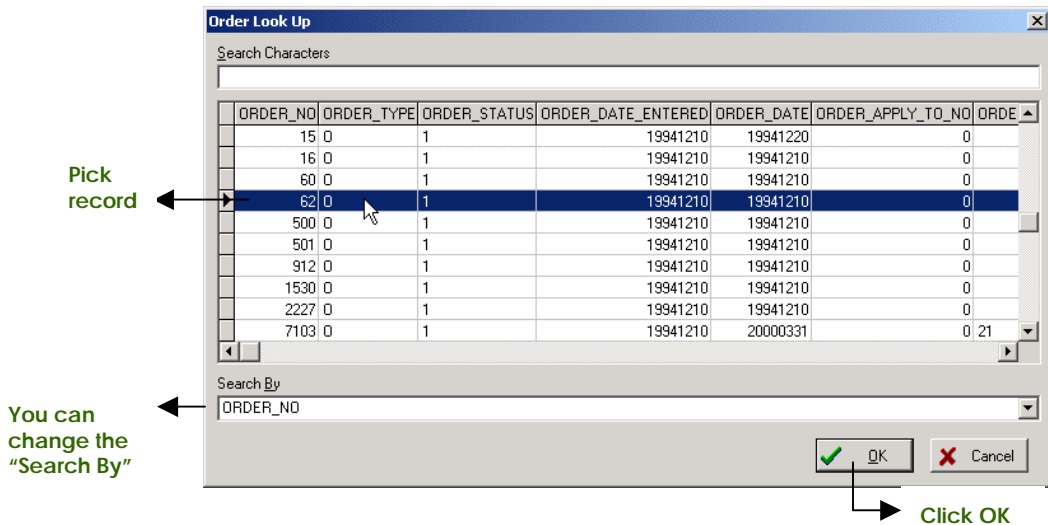 Order Look Up
Search Characters
ORDER_NO ORDER_TYPE ORDER_STATUS ORDER_DATE_ENTERED ORDER_DATE ORDER_APPLY_TO_NO ORDE
15 O 1 19941210 19941220 0
16 O 1 19941210 19941210 0
60 O 1 19941210 19941210 0
62 O 1 19941210 19941210 0
500 O 1 19941210 19941210 0
501 O 1 19941210 19941210 0
912 O 1 19941210 19941210 0
1530 O 1 19941210 19941210 0
2227 O 1 19941210 19941210 0
7103 O 1 19941210 20000331 0 21
Pick
record
Search By
ORDER_NO
You can
change the
“Search By”
OK Cancel
Click OK